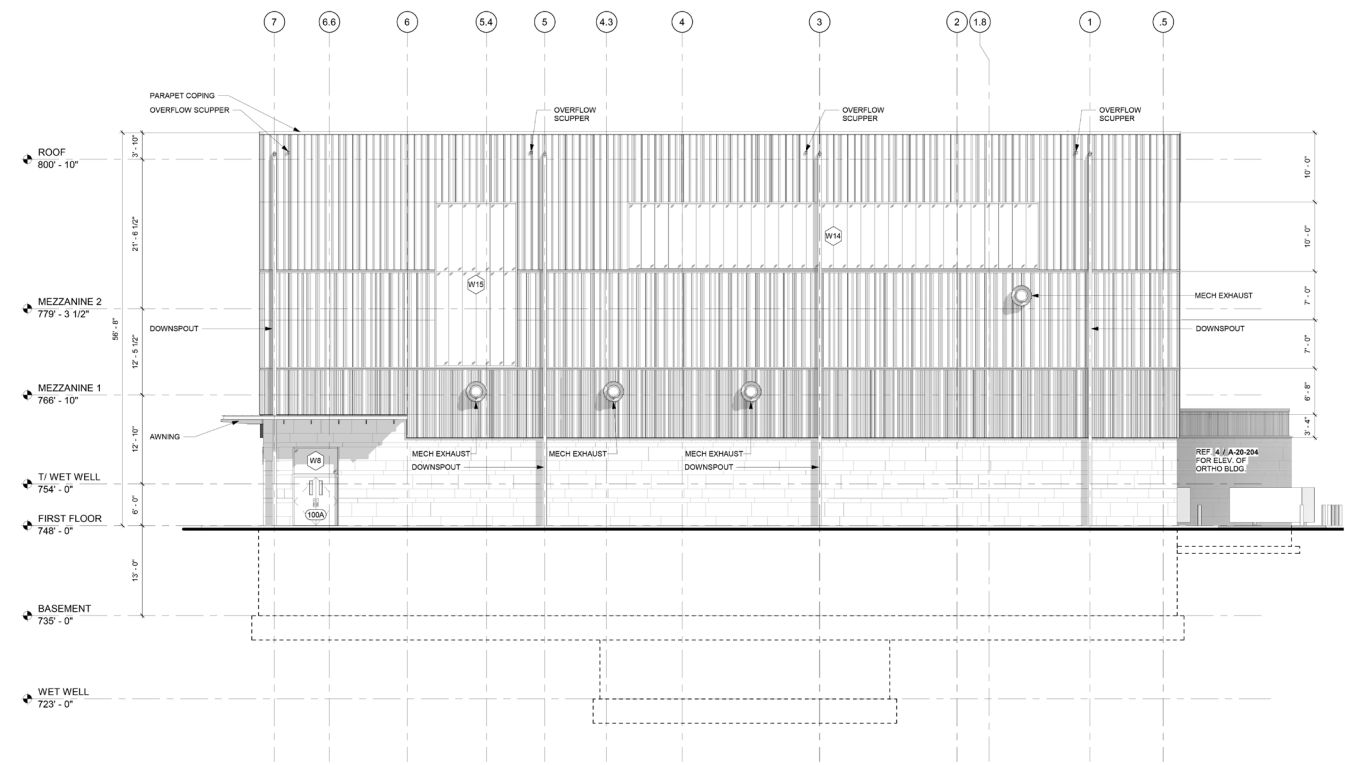 7 6.6 6 5.4 5 4.3 4 3 2 1.8 1 .5
PARAPET COPING
OVERFLOW SCUPPER
OVERFLOW
SCUPPER
OVERFLOW
SCUPPER
OVERFLOW
SCUPPER
ROOF
800' - 10"
3' - 10"
10' - 0"
21' - 6 1/2"
W14
10' - 0"
W15
MEZZANINE 2
779' - 3 1/2"
MECH EXHAUST
7' - 0"
56' - 8"
DOWNSPOUT
DOWNSPOUT
12' - 5 1/2"
7' - 0"
MEZZANINE 1
766' - 10"
6' - 8"
AWNING
12' - 10"
3' - 4"
MECH EXHAUST
MECH EXHAUST
MECH EXHAUST
DOWNSPOUT
DOWNSPOUT
W8
REF. 4 / A-20-204
FOR ELEV. OF
ORTHO BLDG.
T/ WET WELL
754' - 0"
6' - 0"
100A
FIRST FLOOR
748' - 0"
13' - 0"
BASEMENT
735' - 0"
WET WELL
723' - 0"